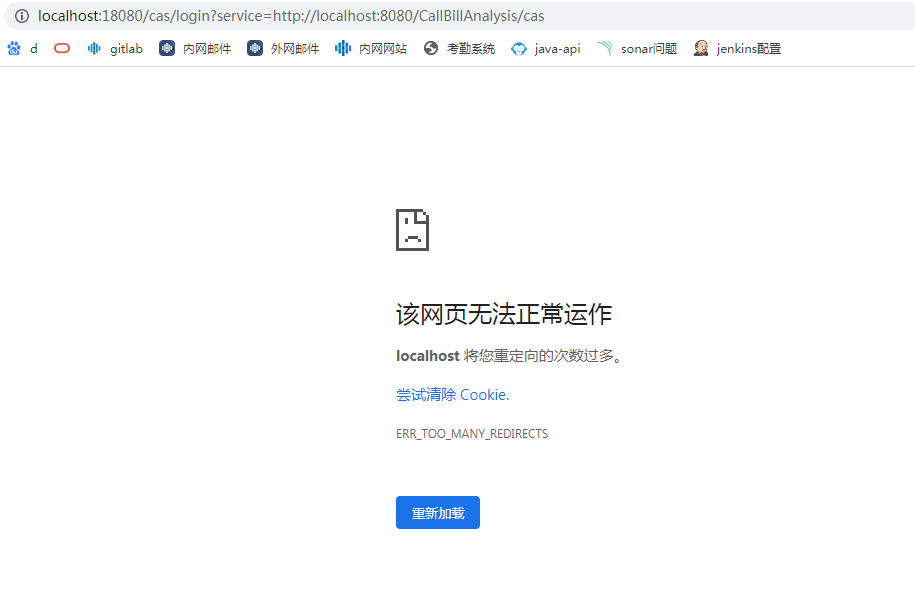 localhost:18080/cas/login?service=http://localhost:8080/CallBillAnalysis/cas
d gitlab 内网邮件 外网邮件 内网网站 考勤系统 java-api sonar问题 jenkins配置
该网页无法正常运作
localhost 将您重定向的次数过多。
尝试清除 Cookie.
ERR_TOO_MANY_REDIRECTS
重新加载